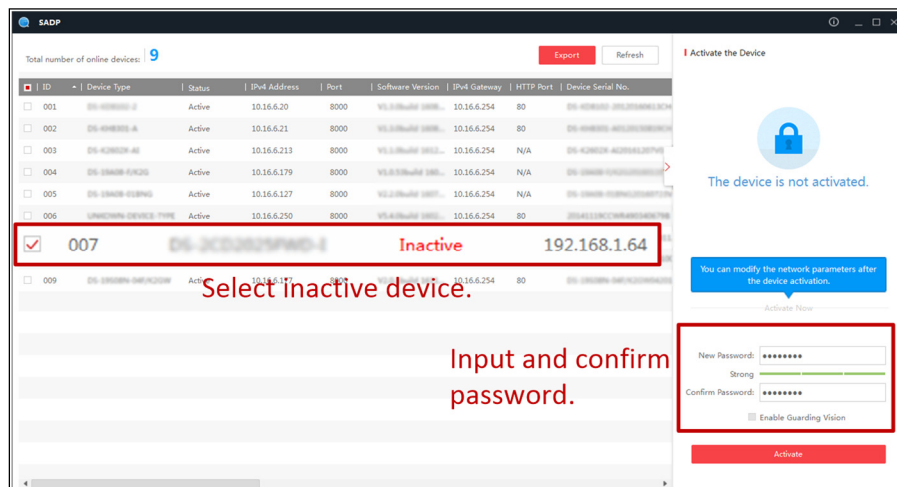 SADP
Total number of online devices: 9
Export
Refresh
ID | Device Type | Status | IPv4 Address | Port | Software Version | IPv4 Gateway | HTTP Port | Device Serial No.
001 Active 10.16.6.20 8000 10.16.6.254 80
002 Active 10.16.6.21 8000 10.16.6.254 80
003 Active 10.16.6.213 8000 10.16.6.254 N/A
004 Active 10.16.6.179 8000 10.16.6.254 N/A
005 Active 10.16.6.127 8000 10.16.6.254 N/A
006 Active 10.16.6.250 8000 10.16.6.254 80
007 Inactive 192.168.1.64
009 10.16.6.254 80
Select inactive device.
Input and confirm
password.
Activate the Device
The device is not activated.
You can modify the network parameters after
the device activation.
Activate Now
New Password:
Strong
Confirm Password:
Enable Guarding Vision
Activate